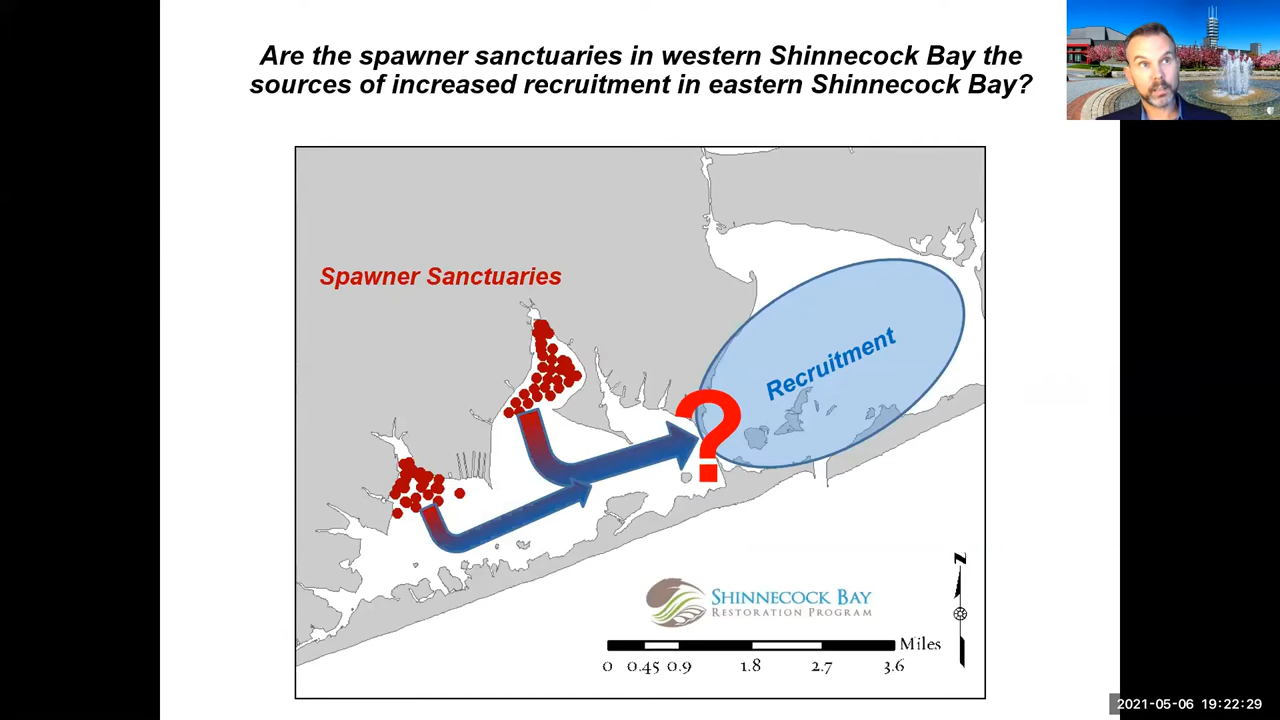 Are the spawner sanctuaries in western Shinnecock Bay the
sources of increased recruitment in eastern Shinnecock Bay?
Spawner Sanctuaries
Recruitment
?
N
SHINNECOCK BAY
RESTORATION PROGRAM
Miles
0 0.45 0.9 1.8 2.7 3.6
2021-05-06 19:22:29